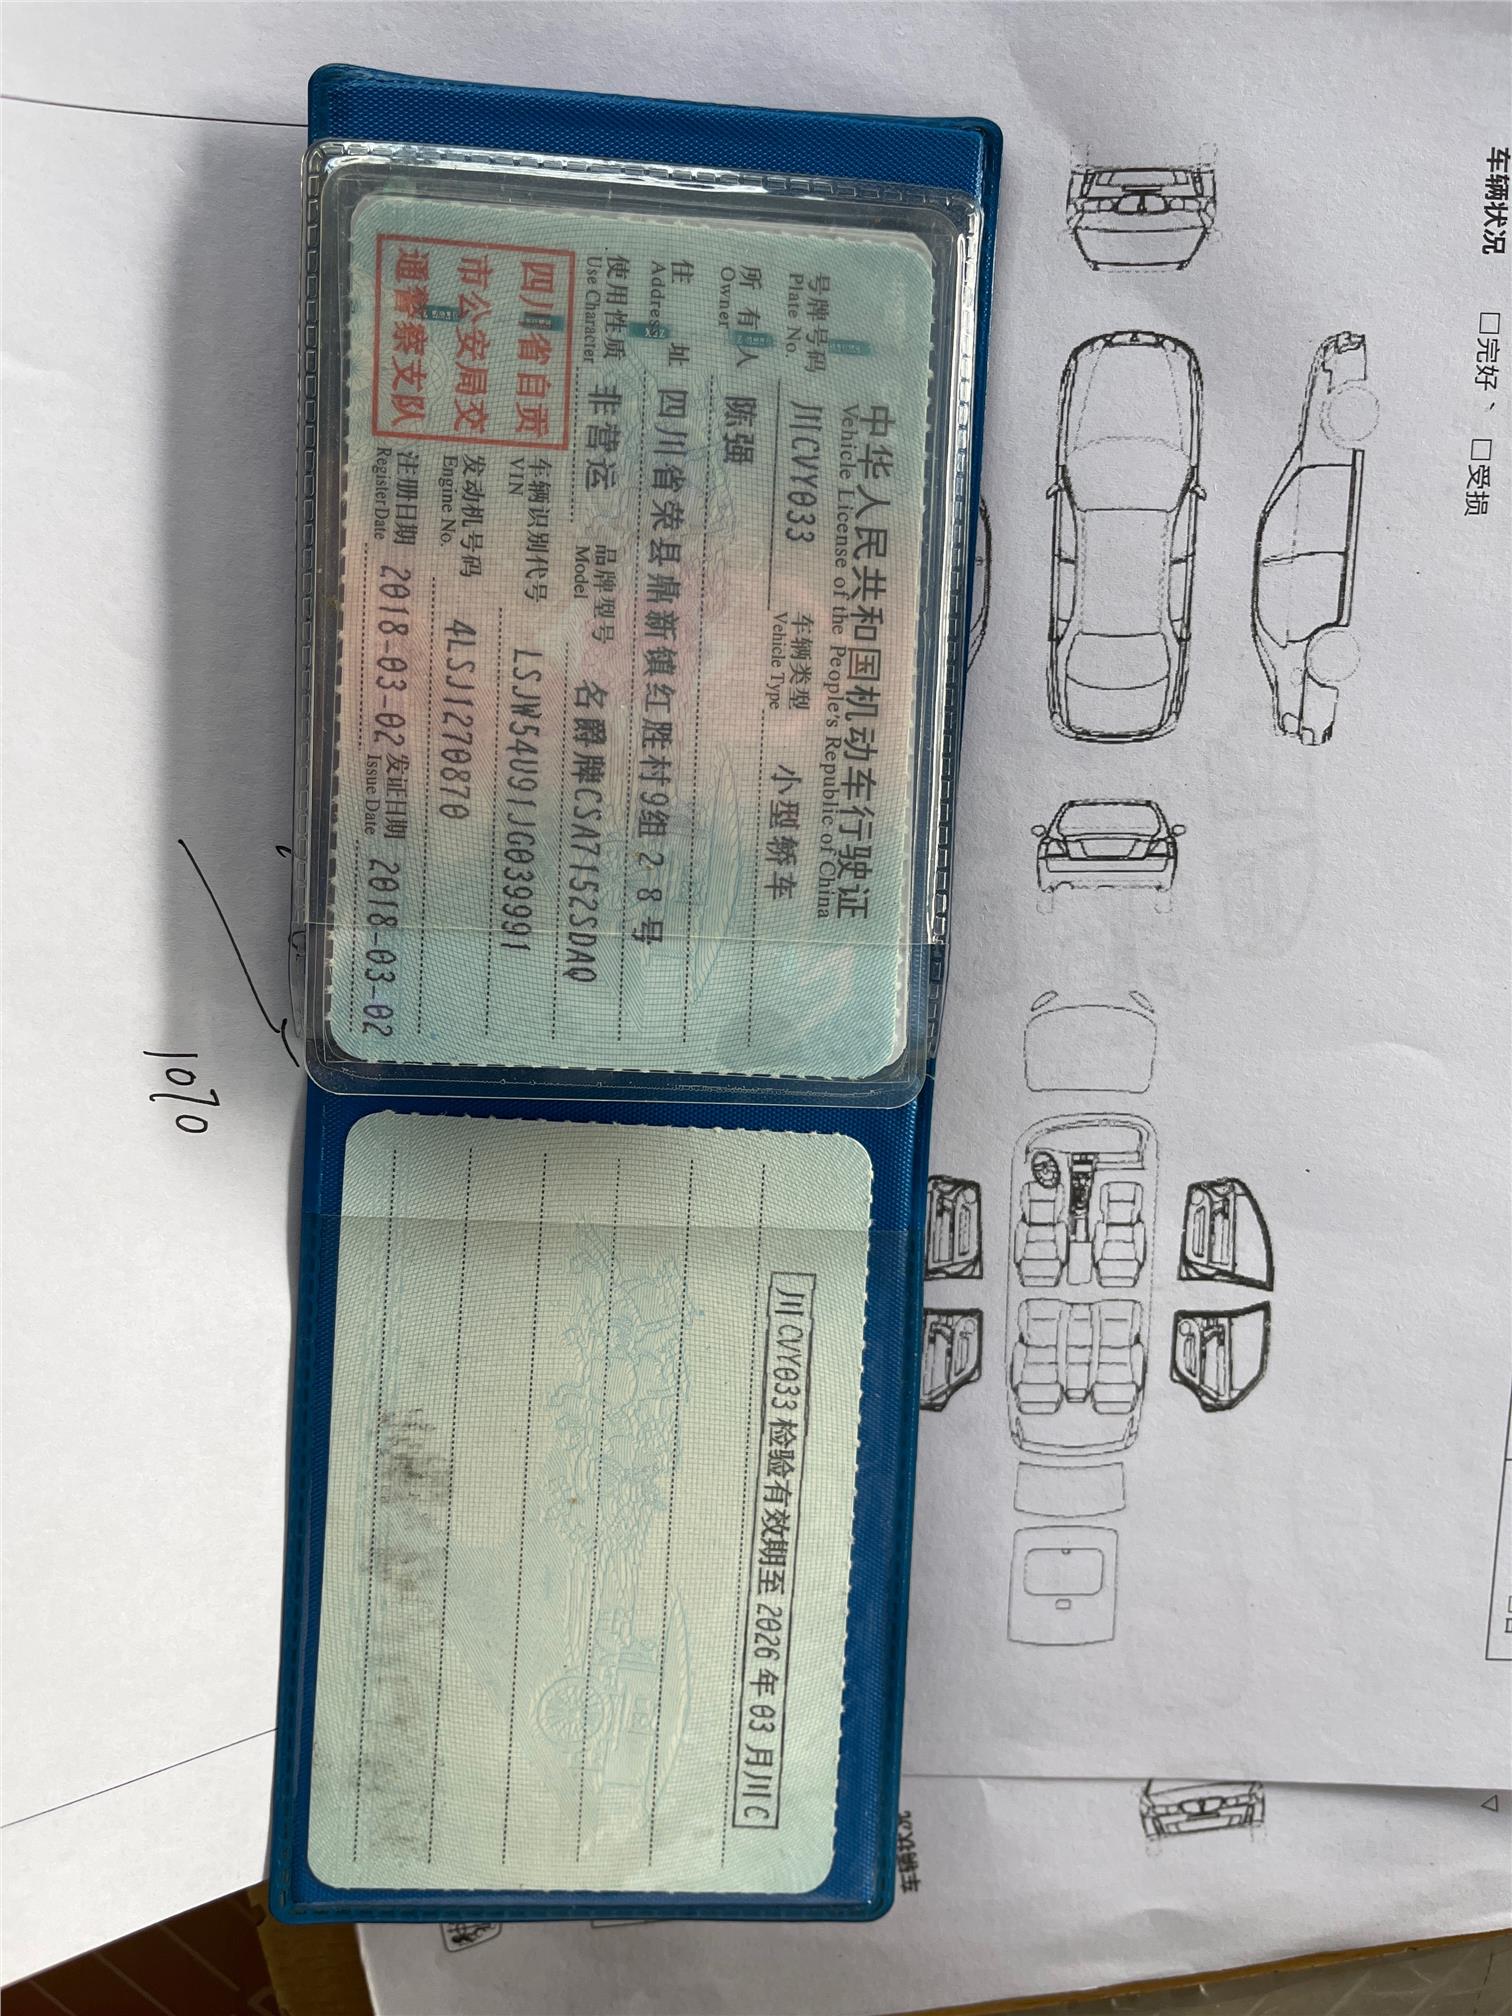 中华人民共和国机动车行驶证
Vehicle License of the People's Republic of China
号牌号码 川CVY033 车辆类型 小型轿车
Plate No. Vehicle Type
所有人 陈强
Owner
住址 四川省荣县鼎新镇红胜村9组28号
Address
使用性质 非营运 品牌型号 名爵牌CSA7152SDAQ
Use Character Model
四川省自贡
市公安局交
通警察支队
车辆识别代号 LSJW54U91JG039991
VIN
发动机号码 4LSJ1270870
Engine No.
注册日期 2018-03-02 发证日期 2018-03-02
Register Date Issue Date
川CVY033检验有效期至2026年03月川C
车辆状况 □完好、 □受损
1070